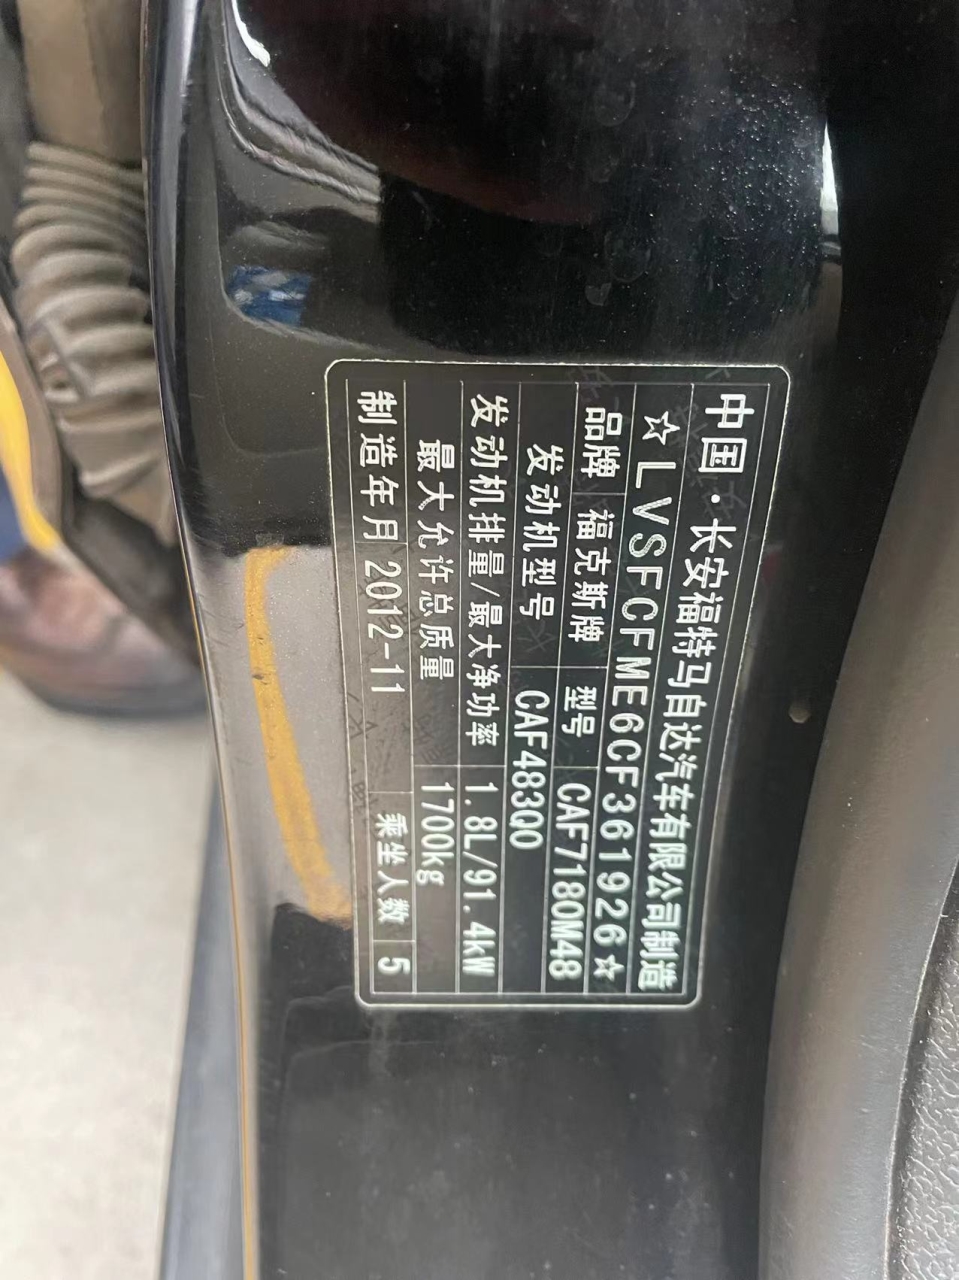 中国·长安福特马自达汽车有限公司制造
☆LVSFCFME6CF361926☆
品牌 福克斯牌 型号 CAF7180M48
发动机型号 CAF483Q0
发动机排量/最大净功率 1.8L/91.4kW
最大允许总质量 1700kg
制造年月 2012-11 乘坐人数 5